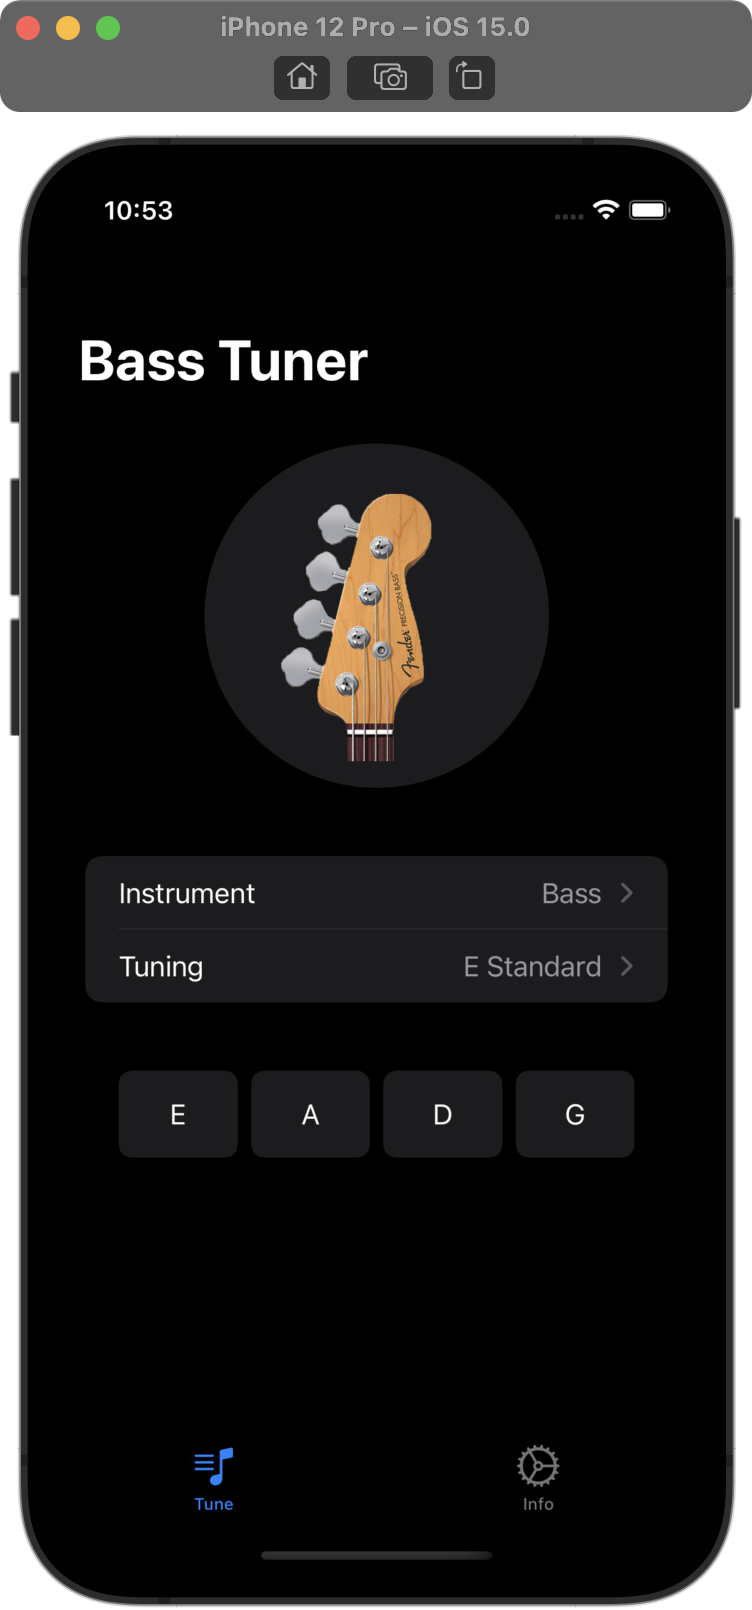 iPhone 12 Pro – iOS 15.0
10:53
Bass Tuner
Fender PRECISION BASS
Instrument Bass
Tuning E Standard
E A D G
Tune Info